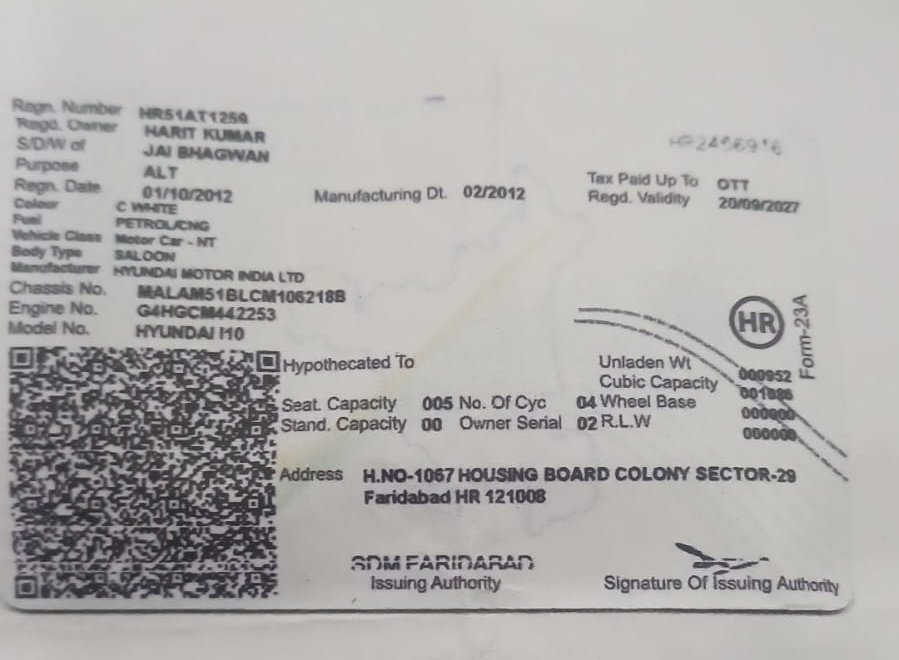 Regn. Number HR51AT1259
Regd. Owner HARIT KUMAR
S/D/W of JAI BHAGWAN
Purpose ALT
Regn. Date 01/10/2012 Manufacturing Dt. 02/2012
Tax Paid Up To OTT
Regd. Validity 20/09/2027
Colour C WHITE
Fuel PETROL/CNG
Vehicle Class Motor Car - NT
Body Type SALOON
Manufacturer HYUNDAI MOTOR INDIA LTD
Chassis No. MALAM51BLCM106218B
Engine No. G4HGCM442253
Model No. HYUNDAI I10
HR
Form-23A
Hypothecated To
Unladen Wt 000952
Cubic Capacity 001086
Seat. Capacity 005 No. Of Cyc 04 Wheel Base 000000
Stand. Capacity 00 Owner Serial 02 R.L.W 000000
Address H.NO-1067 HOUSING BOARD COLONY SECTOR-29
Faridabad HR 121008
SDM FARIDABAD
Issuing Authority
Signature Of Issuing Authority